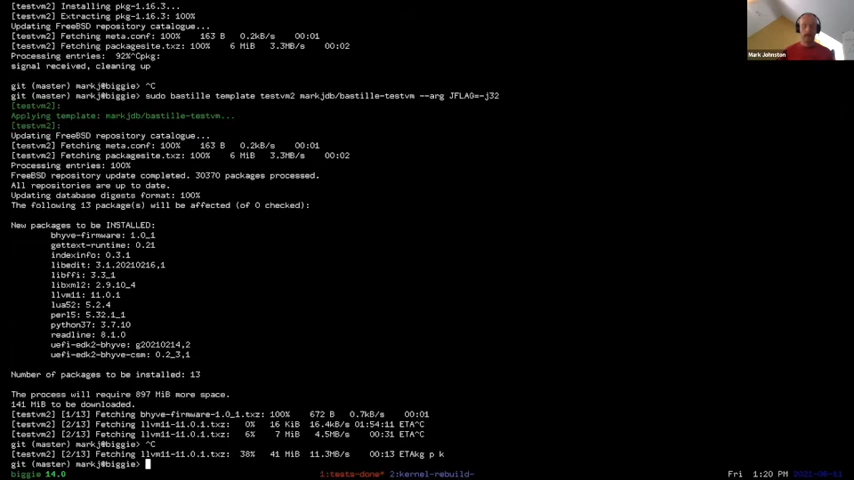 [testvm2] Installing pkg-1.16.3...
[testvm2] Extracting pkg-1.16.3: 100%
Updating FreeBSD repository catalogue...
[testvm2] Fetching meta.conf: 100% 163 B 0.2kB/s 00:01
[testvm2] Fetching packagesite.txz: 100% 6 MiB 3.3MB/s 00:02
Processing entries: 92%^Cpkg:
signal received, cleaning up
git (master) markj@biggie> ^C
git (master) markj@biggie> sudo bastille template testvm2 markjdb/bastille-testvm --arg JFLAG=-j32
[testvm2]:
Applying template: markjdb/bastille-testvm...
[testvm2]:
Updating FreeBSD repository catalogue...
[testvm2] Fetching meta.conf: 100% 163 B 0.2kB/s 00:01
[testvm2] Fetching packagesite.txz: 100% 6 MiB 3.3MB/s 00:02
Processing entries: 100%
FreeBSD repository update completed. 30370 packages processed.
All repositories are up to date.
Updating database digests format: 100%
The following 13 package(s) will be affected (of 0 checked):
New packages to be INSTALLED:
bhyve-firmware: 1.0_1
gettext-runtime: 0.21
indexinfo: 0.3.1
libedit: 3.1.20210216,1
libffi: 3.3_1
libxml2: 2.9.10_4
llvm11: 11.0.1
lua52: 5.2.4
perl5: 5.32.1_1
python37: 3.7.10
readline: 8.1.0
uefi-edk2-bhyve: g20210214,2
uefi-edk2-bhyve-csm: 0.2_3,1
Number of packages to be installed: 13
The process will require 897 MiB more space.
141 MiB to be downloaded.
[testvm2] [1/13] Fetching bhyve-firmware-1.0_1.txz: 100% 672 B 0.7kB/s 00:01
[testvm2] [2/13] Fetching llvm11-11.0.1.txz: 0% 16 KiB 16.4kB/s 01:54:11 ETA^C
[testvm2] [2/13] Fetching llvm11-11.0.1.txz: 6% 7 MiB 4.5MB/s 00:31 ETA^C
git (master) markj@biggie> ^C
[testvm2] [2/13] Fetching llvm11-11.0.1.txz: 38% 41 MiB 11.3MB/s 00:13 ETAkg p k
git (master) markj@biggie>
biggie 14.0 1:testa-done* 2:kernel-rebuild- Fri 1:20 PM 2021-06-11
Mark Johnston